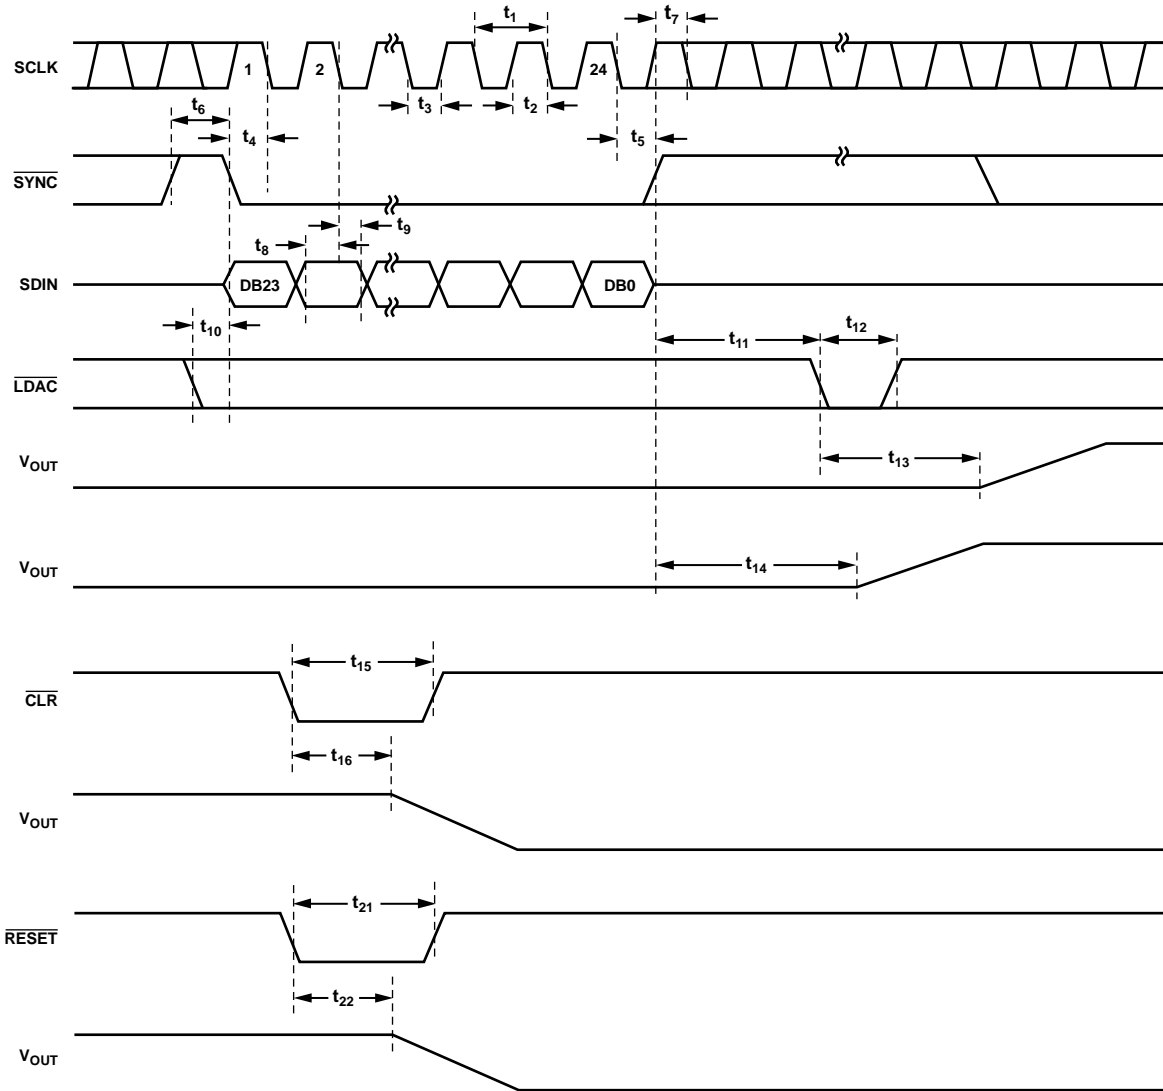 t1
t7
SCLK
1
2
24
t3
t2
t6
t4
t5
SYNC
t9
t8
SDIN
DB23
DB0
t10
t11
t12
LDAC
VOUT
t13
VOUT
t14
t15
CLR
t16
VOUT
t21
RESET
t22
VOUT